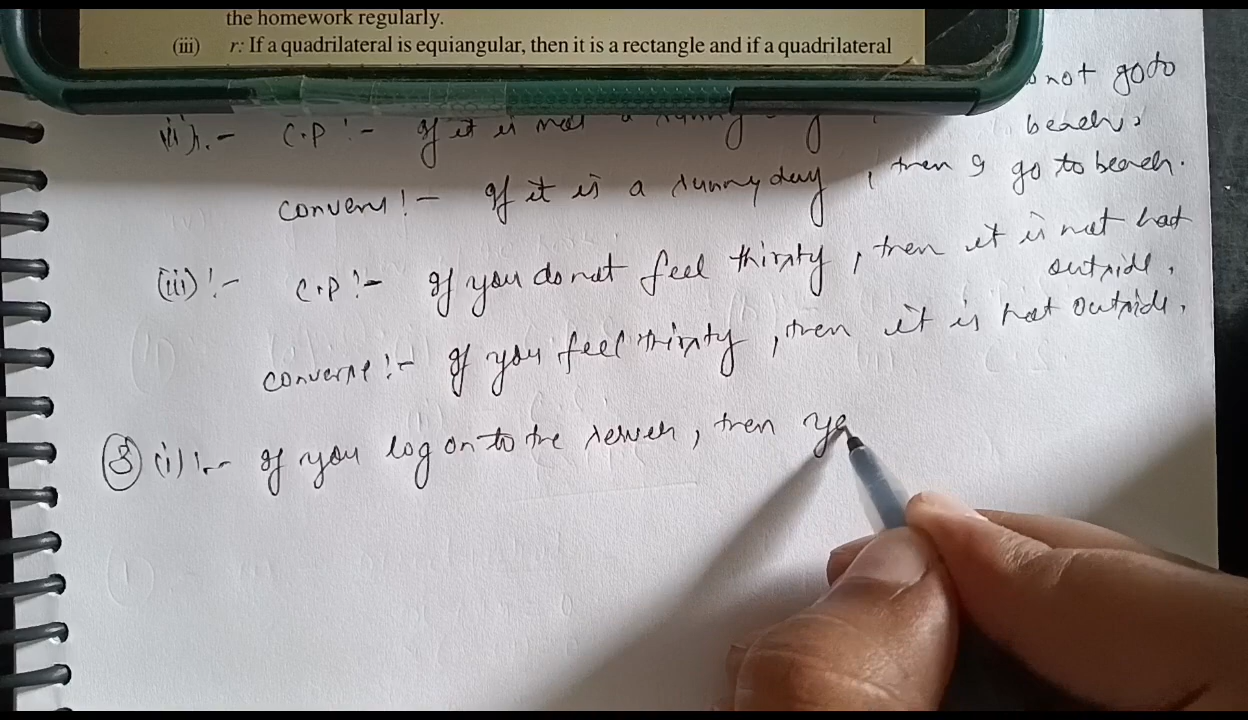 the homework regularly.
(iii) r: If a quadrilateral is equiangular, then it is a rectangle and if a quadrilateral
not go to
(ii).- C.P :- If it is not a sunny
beach.
converse :- If it is a sunny day, then I go to beach.
(iii) :- C.P :- If you do not feel thirsty, then it is not hot
outside.
converse :- If you feel thirsty, then it is hot outside.
3 (i) :- If you log on to the server, then yo